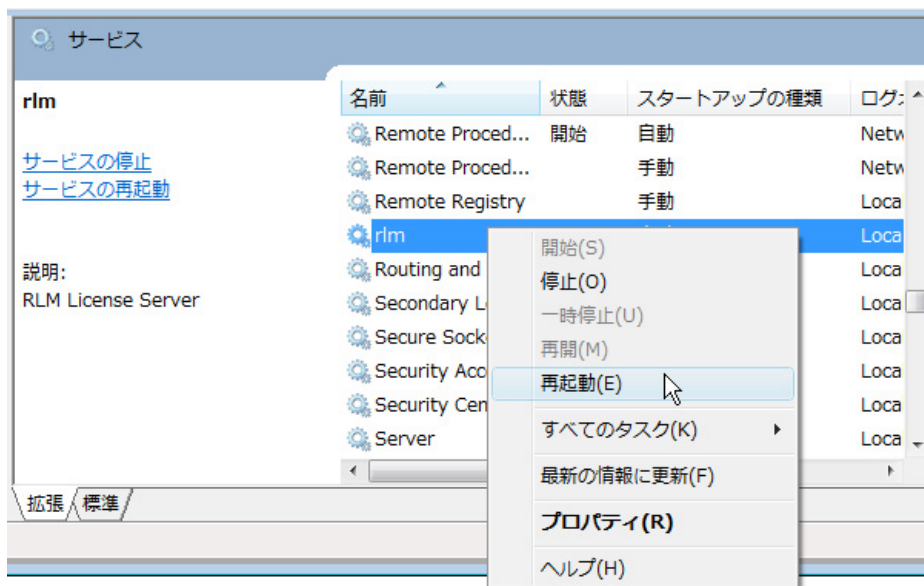 サービス
rlm
サービスの停止
サービスの再起動
説明:
RLM License Server
名前 状態 スタートアップの種類 ログ
Remote Proced... 開始 自動 Netw
Remote Proced... 手動 Netw
Remote Registry 手動 Loca
rlm Loca
Routing and Loca
Secondary L Loca
Secure Sock Loca
Security Acc Loca
Security Cen Loca
Server Loca
開始(S)
停止(O)
一時停止(U)
再開(M)
再起動(E)
すべてのタスク(K)
最新の情報に更新(F)
プロパティ(R)
ヘルプ(H)
拡張 標準